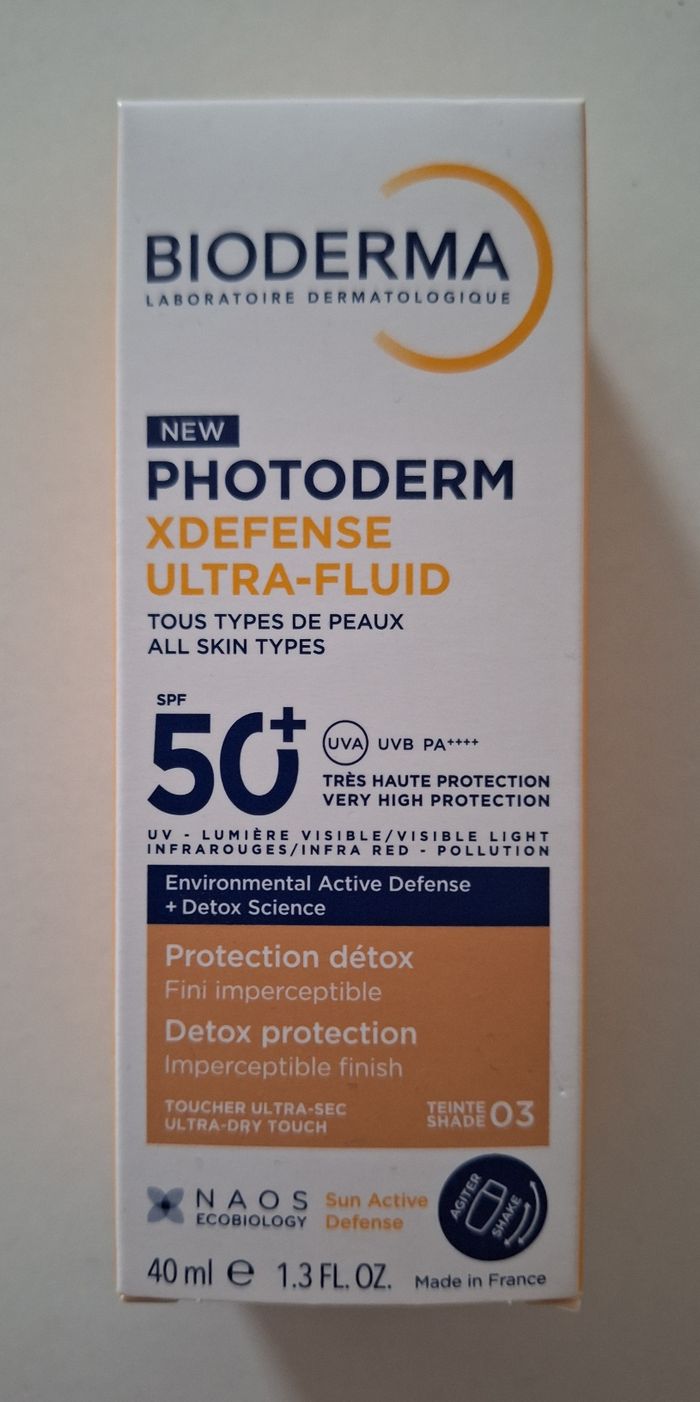 BIODERMA
LABORATOIRE DERMATOLOGIQUE
NEW
PHOTODERM
XDEFENSE
ULTRA-FLUID
TOUS TYPES DE PEAUX
ALL SKIN TYPES
SPF
50+
UVA UVB PA++++
TRÈS HAUTE PROTECTION
VERY HIGH PROTECTION
UV - LUMIÈRE VISIBLE/VISIBLE LIGHT
INFRAROUGES/INFRA RED - POLLUTION
Environmental Active Defense
+ Detox Science
Protection détox
Fini imperceptible
Detox protection
Imperceptible finish
TOUCHER ULTRA-SEC
ULTRA-DRY TOUCH
TEINTE
SHADE 03
NAOS
ECOBIOLOGY
Sun Active
Defense
AGITER
SHAKE
40 ml ℮ 1.3 FL. OZ.
Made in France